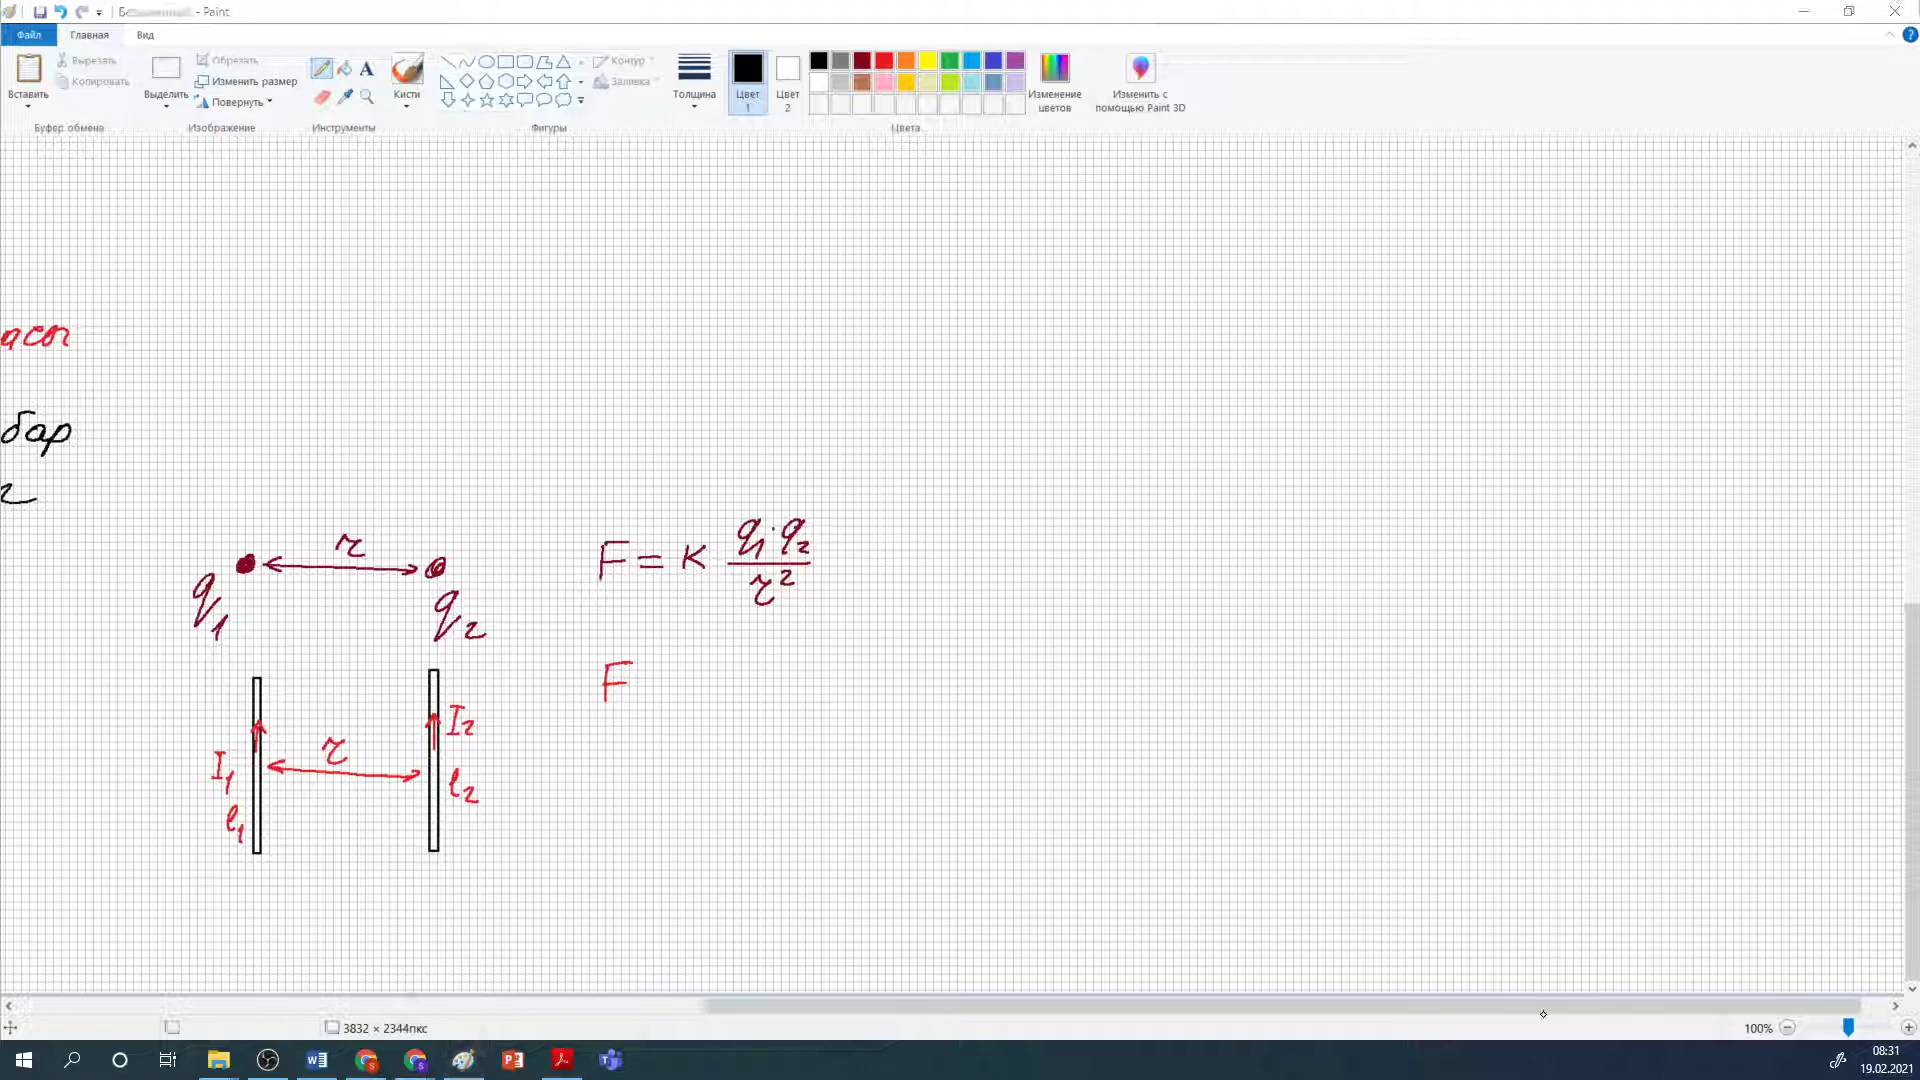 - Paint
Файл Главная Вид
Вставить
Вырезать
Копировать
Буфер обмена
Выделить
Обрезать
Изменить размер
Повернуть
Изображение
Инструменты
Кисти
Контур
Заливка
Фигуры
Толщина
Цвет 1
Цвет 2
Цвета
Изменение цветов
Изменить с помощью Paint 3D
бар
2
r
q1 q2
F = K q1·q2 / r²
F
I2
r
I1
l2
l1
3832 × 2344пкс
100%
08:31
19.02.2021